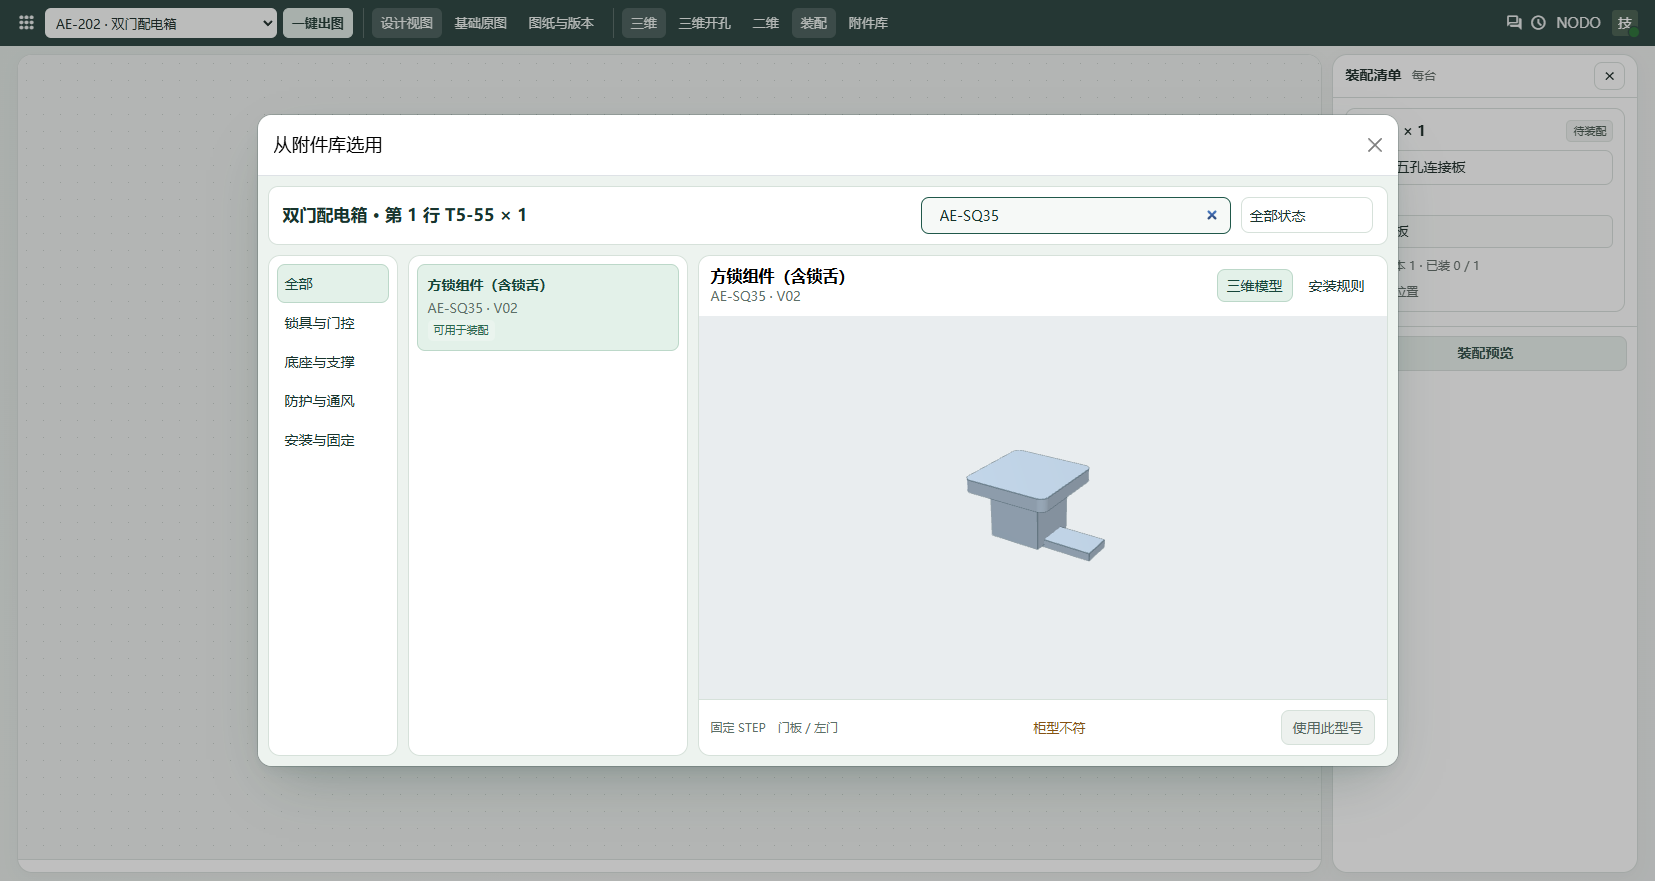 AE-202 · 双门配电箱
一键出图
设计视图
基础原图
图纸与版本
三维
三维开孔
二维
装配
附件库
NODO
技
装配清单 每台
× 1
待装配
五孔连接板
板
本 1 · 已装 0 / 1
位置
装配预览
从附件库选用
双门配电箱 • 第 1 行 T5-55 × 1
AE-SQ35
全部状态
全部
锁具与门控
底座与支撑
防护与通风
安装与固定
方锁组件（含锁舌）
AE-SQ35 · V02
可用于装配
方锁组件（含锁舌）
AE-SQ35 · V02
三维模型
安装规则
固定 STEP 门板 / 左门
柜型不符
使用此型号